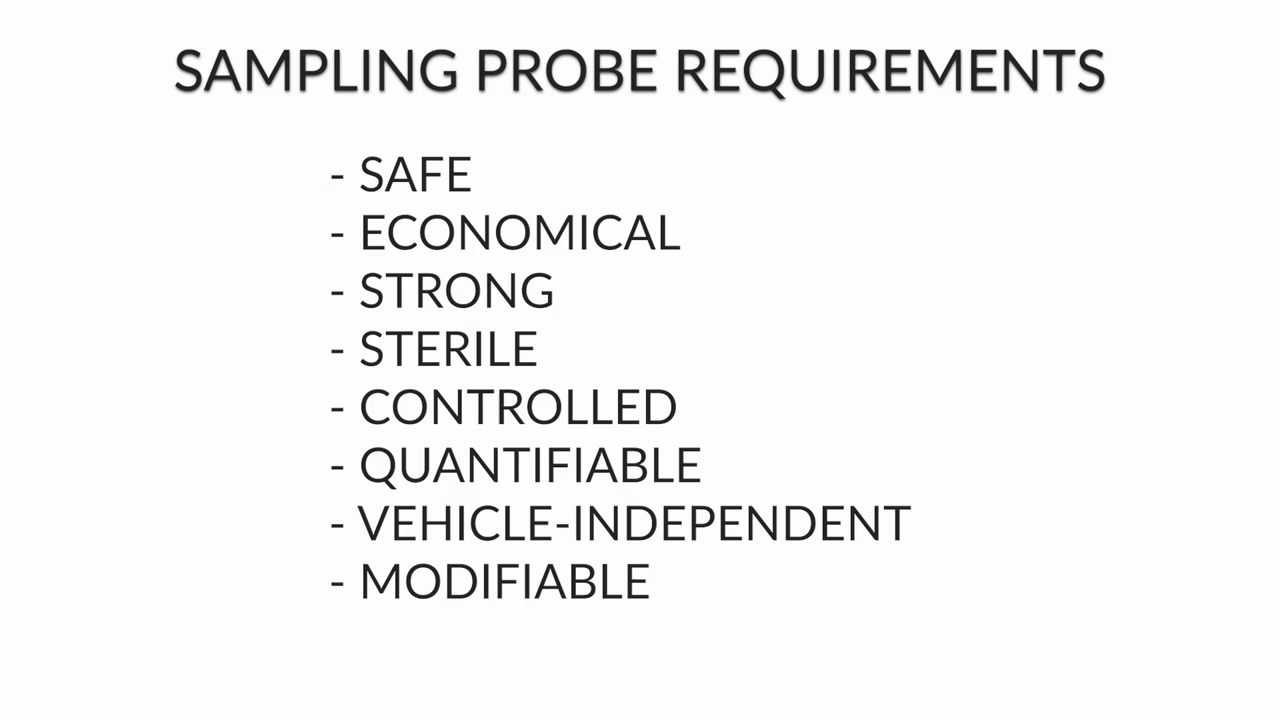 SAMPLING PROBE REQUIREMENTS
- SAFE
- ECONOMICAL
- STRONG
- STERILE
- CONTROLLED
- QUANTIFIABLE
- VEHICLE-INDEPENDENT
- MODIFIABLE